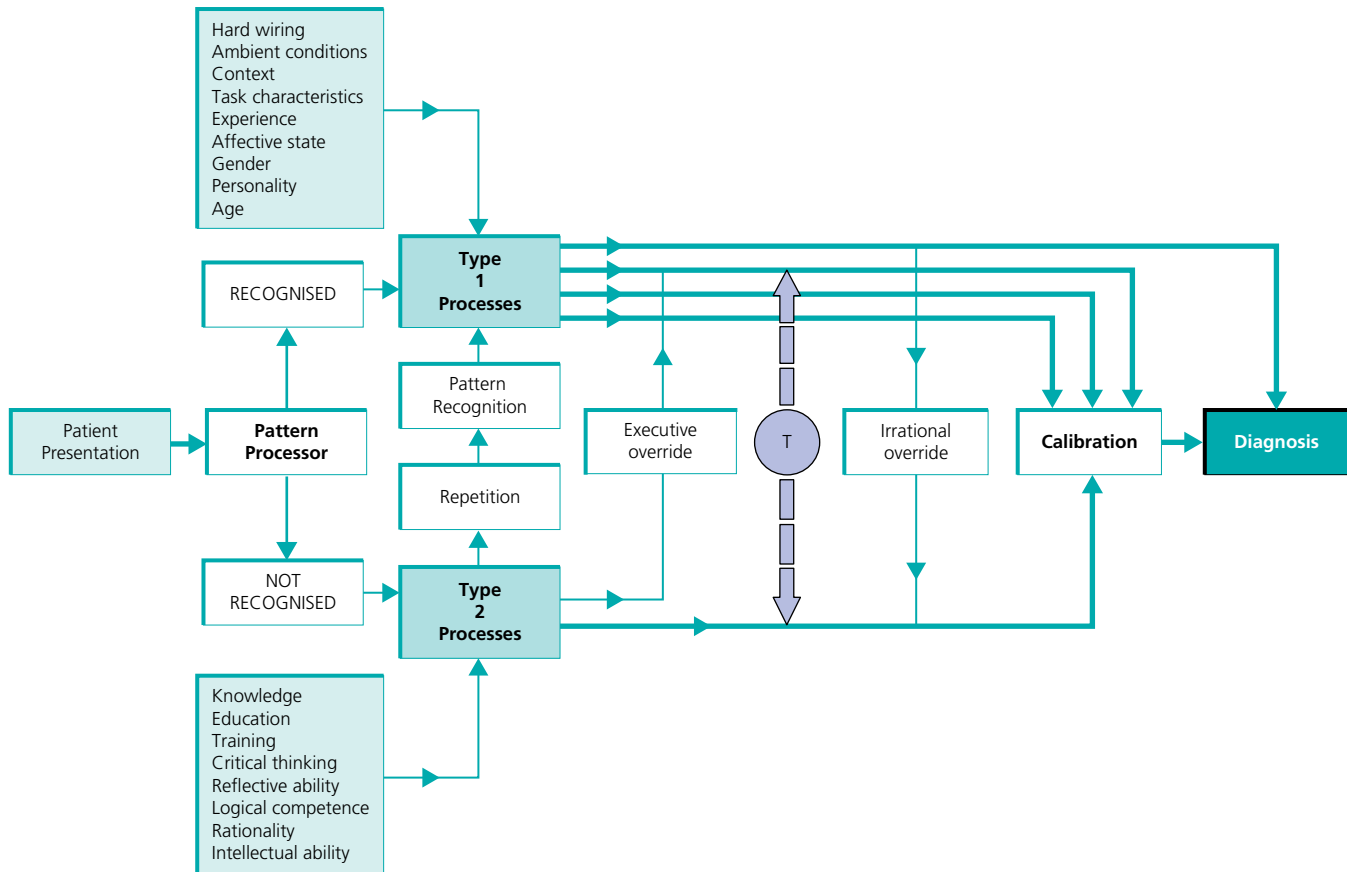 Hard wiring
Ambient conditions
Context
Task characteristics
Experience
Affective state
Gender
Personality
Age
Type
1
Processes
RECOGNISED
Pattern
Recognition
Patient
Presentation
Pattern
Processor
Executive
override
T
Irrational
override
Calibration
Diagnosis
Repetition
NOT
RECOGNISED
Type
2
Processes
Knowledge
Education
Training
Critical thinking
Reflective ability
Logical competence
Rationality
Intellectual ability